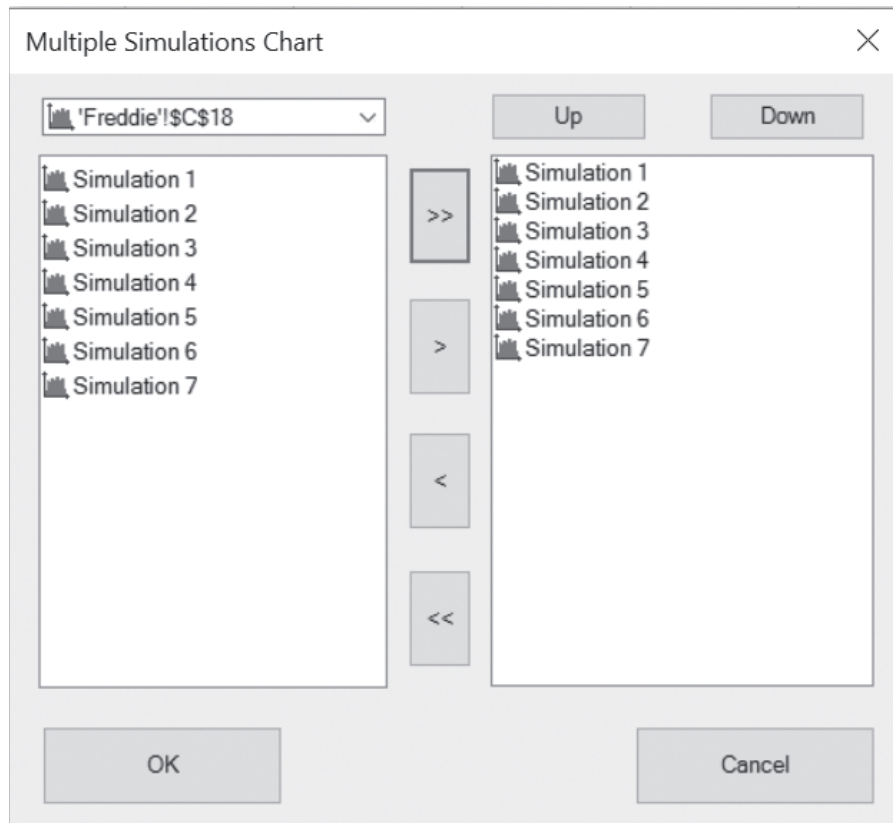 Multiple Simulations Chart
'Freddie'!$C$18
Up
Down
Simulation 1
Simulation 2
Simulation 3
Simulation 4
Simulation 5
Simulation 6
Simulation 7
>>
>
<
<<
Simulation 1
Simulation 2
Simulation 3
Simulation 4
Simulation 5
Simulation 6
Simulation 7
OK
Cancel